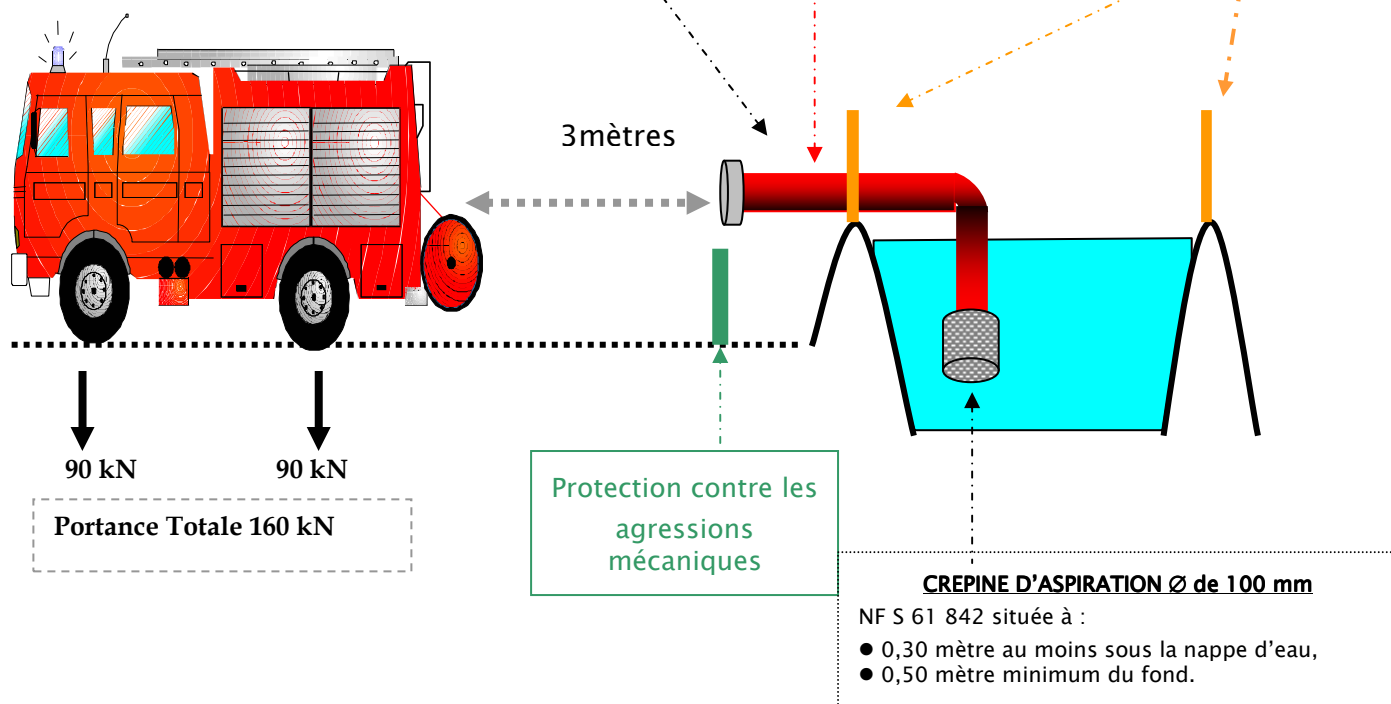 3mètres
90 kN
90 kN
Portance Totale 160 kN
Protection contre les
agressions
mécaniques
CREPINE D’ASPIRATION ∅ de 100 mm
NF S 61 842 située à :
● 0,30 mètre au moins sous la nappe d’eau,
● 0,50 mètre minimum du fond.